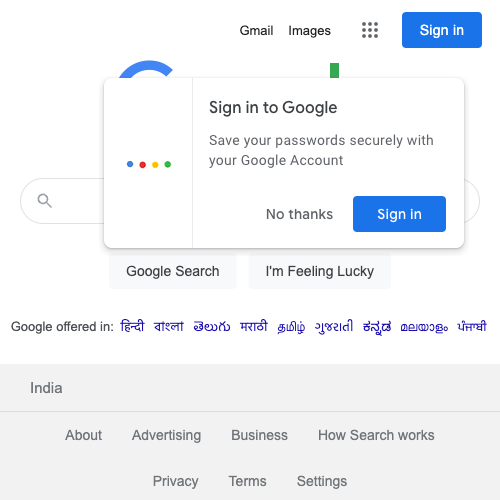 Gmail Images Sign in
Sign in to Google
Save your passwords securely with
your Google Account
No thanks Sign in
Google Search I'm Feeling Lucky
Google offered in: हिन्दी বাংলা తెలుగు मराठी தமிழ் ગુજરાતી ಕನ್ನಡ മലയാളം ਪੰਜਾਬੀ
India
About Advertising Business How Search works
Privacy Terms Settings